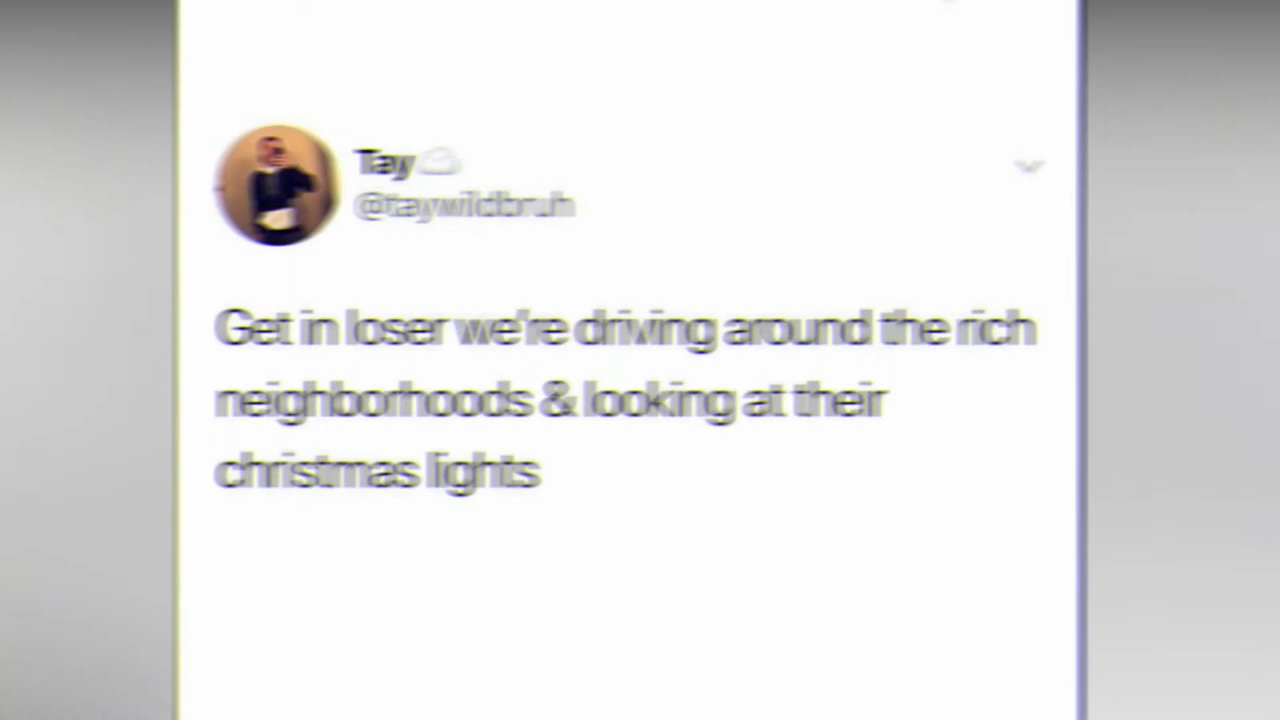 Tay☁️
@taywildbruh
Get in loser we're driving around the rich
neighborhoods & looking at their
christmas lights